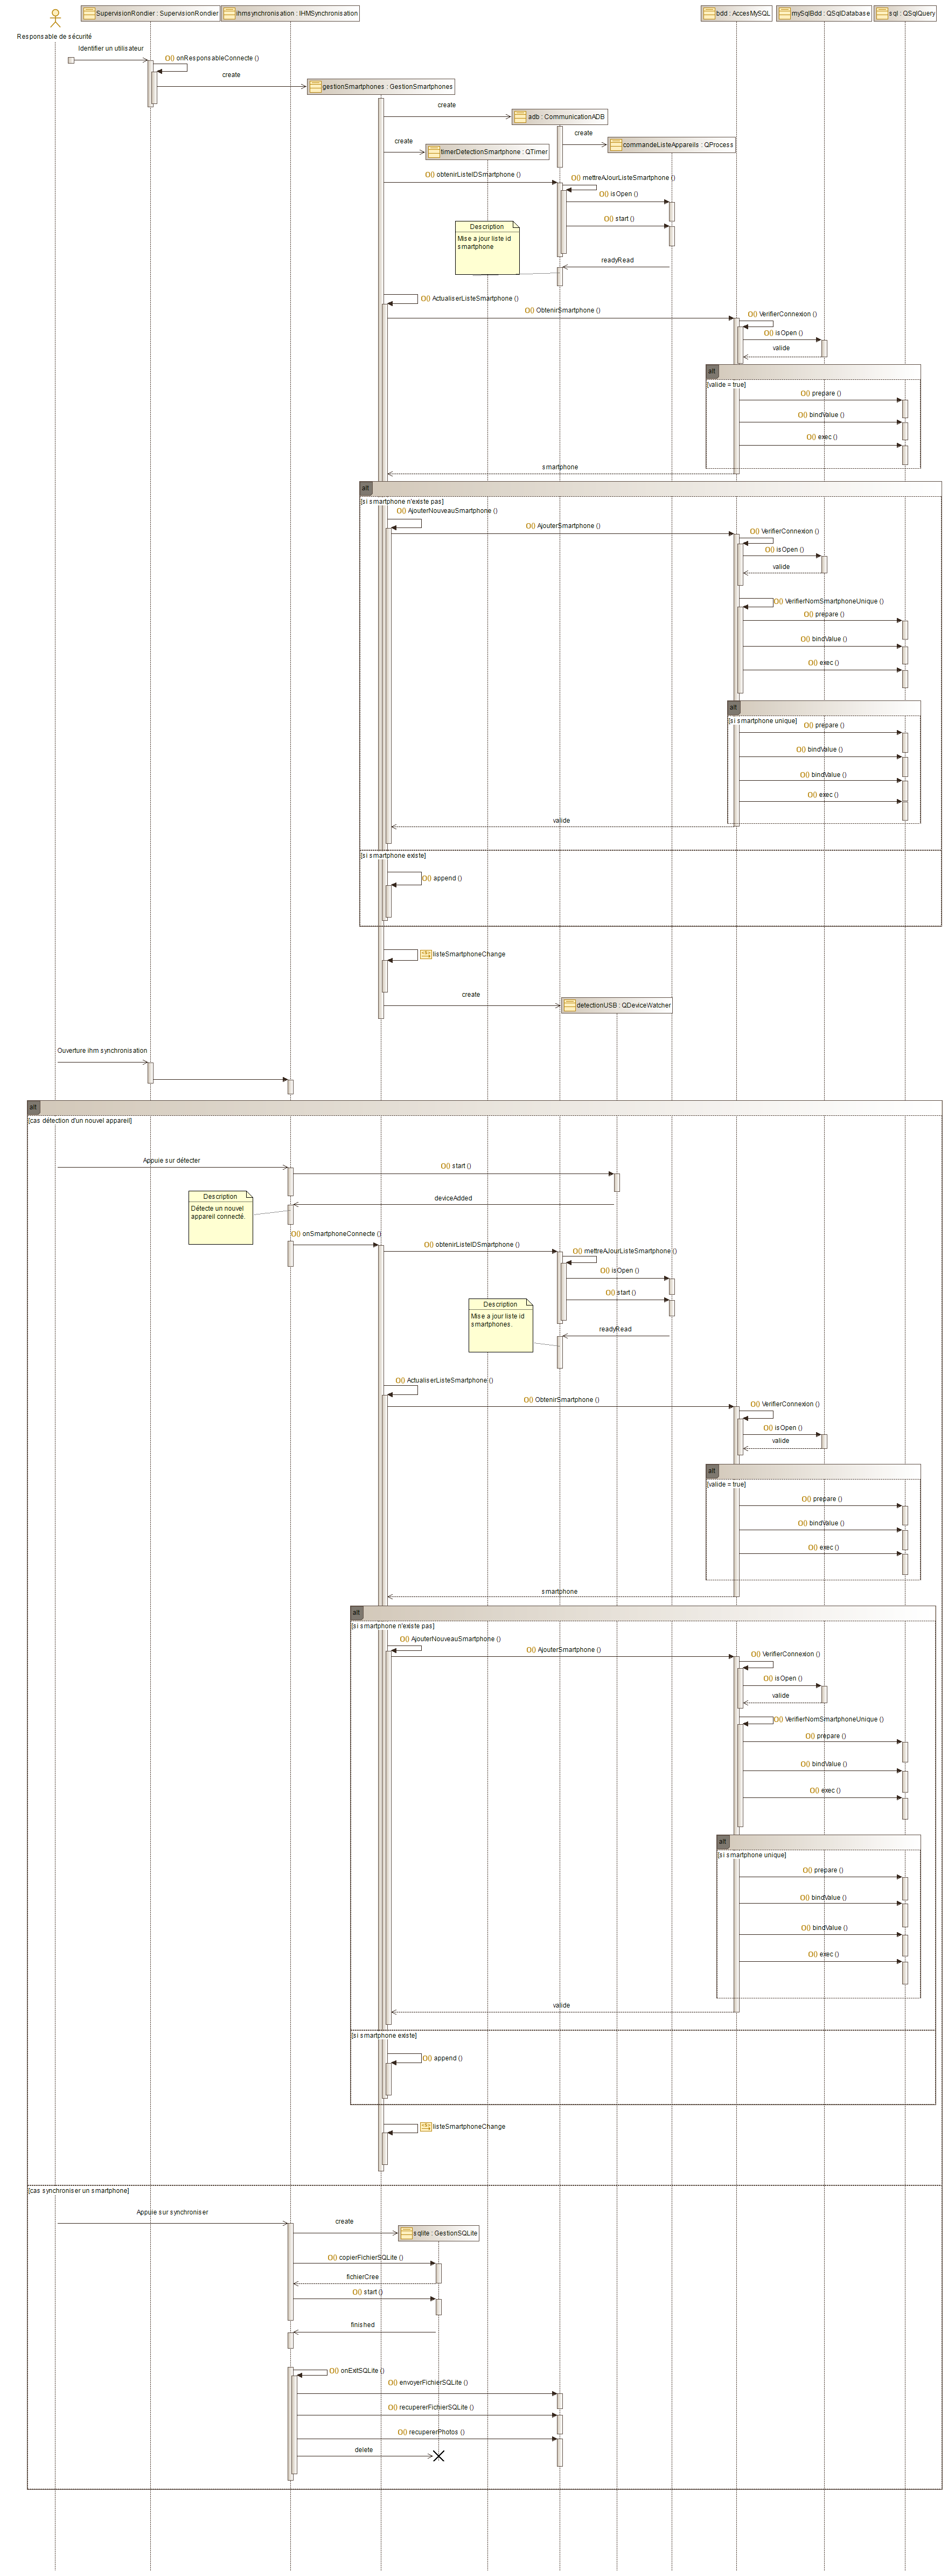 SupervisionRondier : SupervisionRondier
ihmsynchronisation : IHMSynchronisation
bdd : AccesMySQL
mySqlBdd : QSqlDatabase
sql : QSqlQuery
Responsable de sécurité
Identifier un utilisateur
O() onResponsableConnecte ()
create
gestionSmartphones : GestionSmartphones
create
adb : CommunicationADB
create
create
commandeListeAppareils : QProcess
timerDetectionSmartphone : QTimer
O() obtenirListeIDSmartphone ()
O() mettreAJourListeSmartphone ()
O() isOpen ()
O() start ()
Description
Mise a jour liste id
smartphone
readyRead
O() ActualiserListeSmartphone ()
O() ObtenirSmartphone ()
O() VerifierConnexion ()
O() isOpen ()
valide
alt
[valide = true]
O() prepare ()
O() bindValue ()
O() exec ()
smartphone
alt
[si smartphone n'existe pas]
O() AjouterNouveauSmartphone ()
O() AjouterSmartphone ()
O() VerifierConnexion ()
O() isOpen ()
valide
O() VerifierNomSmartphoneUnique ()
O() prepare ()
O() bindValue ()
O() exec ()
alt
[si smartphone unique]
O() prepare ()
O() bindValue ()
O() bindValue ()
O() exec ()
valide
[si smartphone existe]
O() append ()
listeSmartphoneChange
create
detectionUSB : QDeviceWatcher
Ouverture ihm synchronisation
alt
[cas détection d'un nouvel appareil]
Appuie sur détecter
O() start ()
Description
Détecte un nouvel
appareil connecté.
deviceAdded
O() onSmartphoneConnecte ()
O() obtenirListeIDSmartphone ()
O() mettreAJourListeSmartphone ()
O() isOpen ()
O() start ()
Description
Mise a jour liste id
smartphones.
readyRead
O() ActualiserListeSmartphone ()
O() ObtenirSmartphone ()
O() VerifierConnexion ()
O() isOpen ()
valide
alt
[valide = true]
O() prepare ()
O() bindValue ()
O() exec ()
smartphone
alt
[si smartphone n'existe pas]
O() AjouterNouveauSmartphone ()
O() AjouterSmartphone ()
O() VerifierConnexion ()
O() isOpen ()
valide
O() VerifierNomSmartphoneUnique ()
O() prepare ()
O() bindValue ()
O() exec ()
alt
[si smartphone unique]
O() prepare ()
O() bindValue ()
O() bindValue ()
O() exec ()
valide
[si smartphone existe]
O() append ()
listeSmartphoneChange
[cas synchroniser un smartphone]
Appuie sur synchroniser
create
sqlite : GestionSQLite
O() copierFichierSQLite ()
fichierCree
O() start ()
finished
O() onExitSQLite ()
O() envoyerFichierSQLite ()
O() recupererFichierSQLite ()
O() recupererPhotos ()
delete